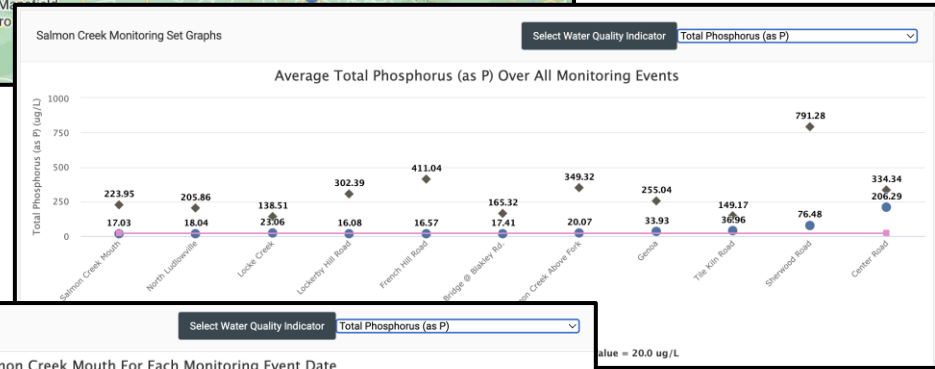 Salmon Creek Monitoring Set Graphs
Select Water Quality Indicator
Total Phosphorus (as P)
Average Total Phosphorus (as P) Over All Monitoring Events
Total Phosphorus (as P) (ug/L)
1000
750
500
250
0
223.95
205.86
138.51
302.39
411.04
165.32
349.32
255.04
149.17
791.28
334.34
17.03
18.04
23.06
16.08
16.57
17.41
20.07
33.93
36.96
76.48
206.29
Salmon Creek Mouth
North Ludlowville
Locke Creek
Lockerby Hill Road
French Hill Road
Bridge @ Blakley Rd.
Creek Above Fork
Genoa
Tile Kiln Road
Sherwood Road
Center Road
= 20.0 ug/L
Select Water Quality Indicator
Total Phosphorus (as P)
Creek Mouth For Each Monitoring Event Date